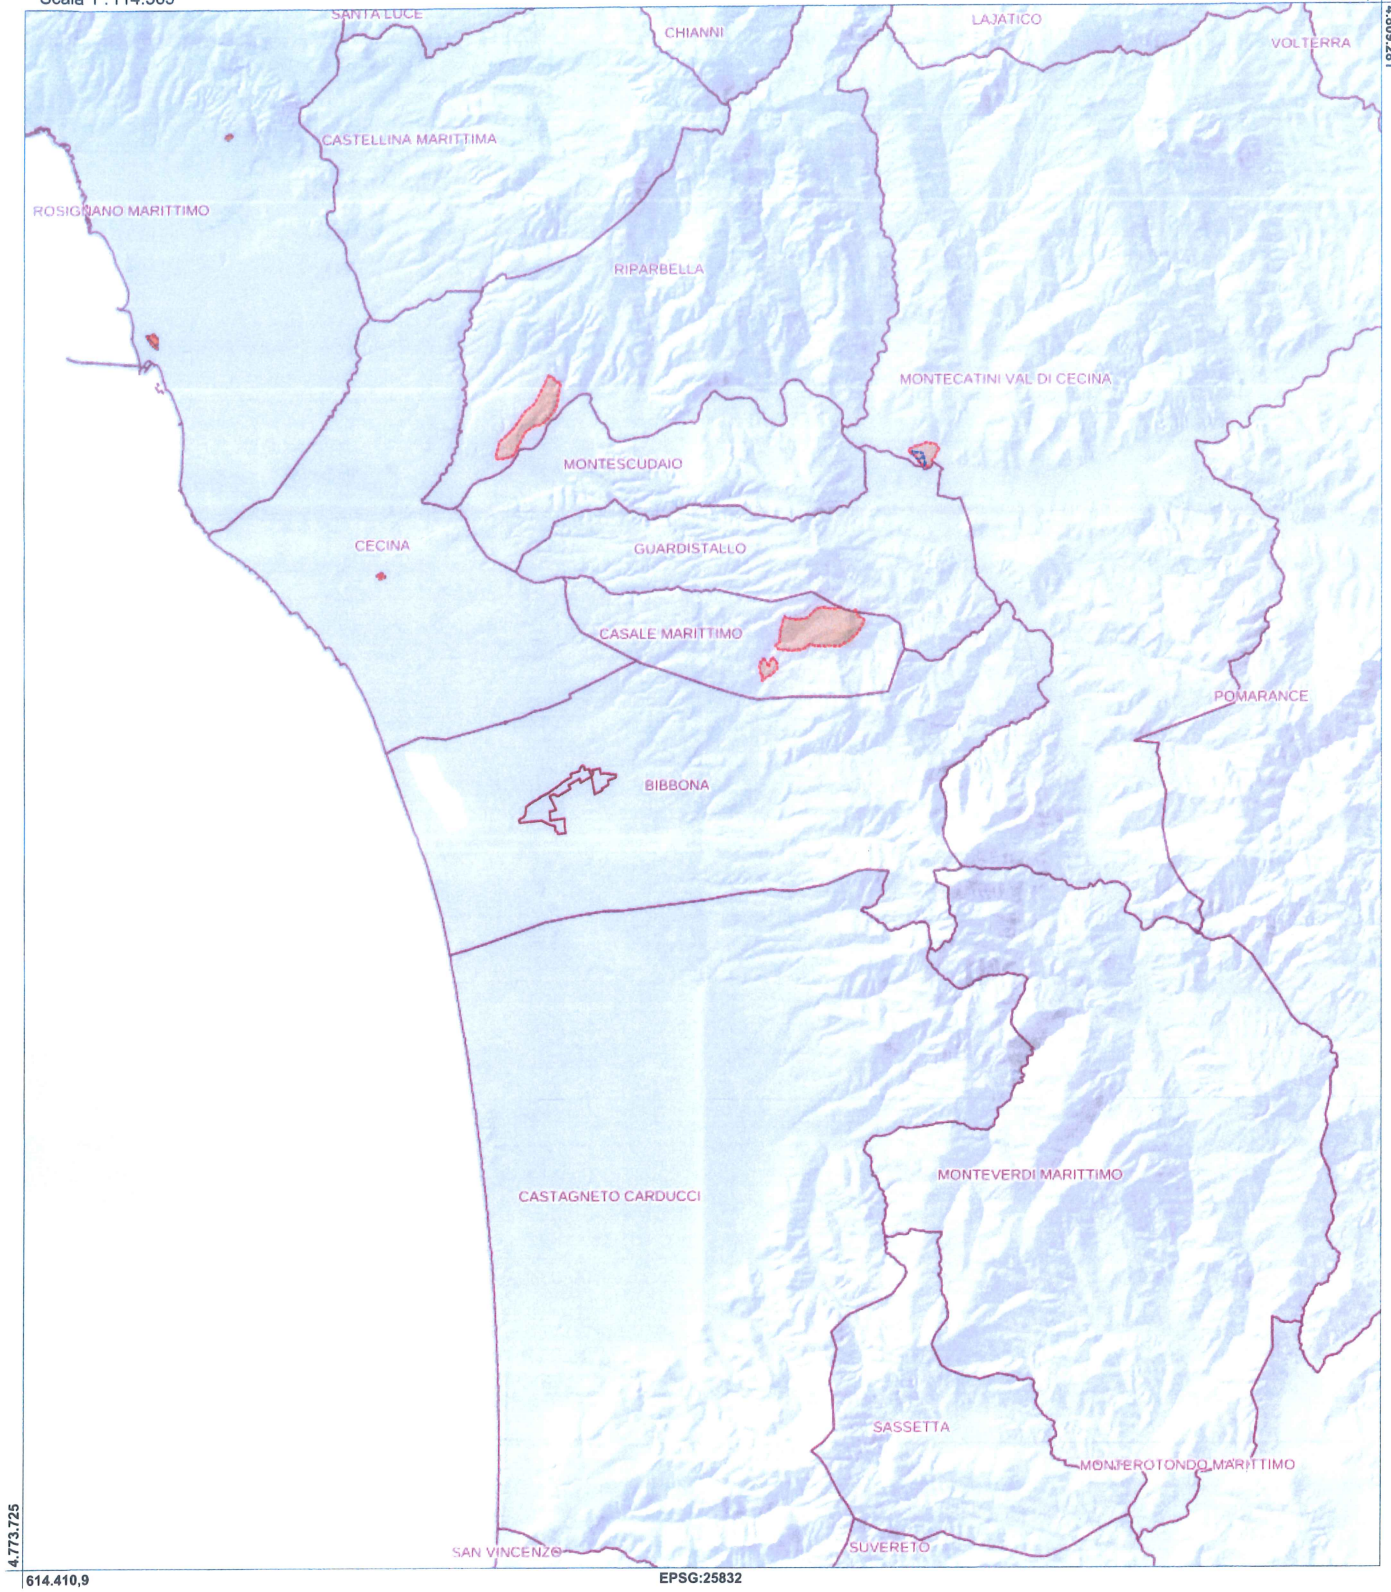 SANTA LUCE
CHIANNI
LAJATICO
VOLTERRA
CASTELLINA MARITTIMA
ROSIGNANO MARITTIMO
RIPARBELLA
MONTECATINI VAL DI CECINA
MONTESCUDAIO
CECINA
GUARDISTALLO
CASALE MARITTIMO
POMARANCE
BIBBONA
MONTEVERDI MARITTIMO
CASTAGNETO CARDUCCI
SASSETTA
MONTEROTONDO MARITTIMO
4.773.725
SAN VINCENZO
SUVERETO
614.410,9
EPSG:25832